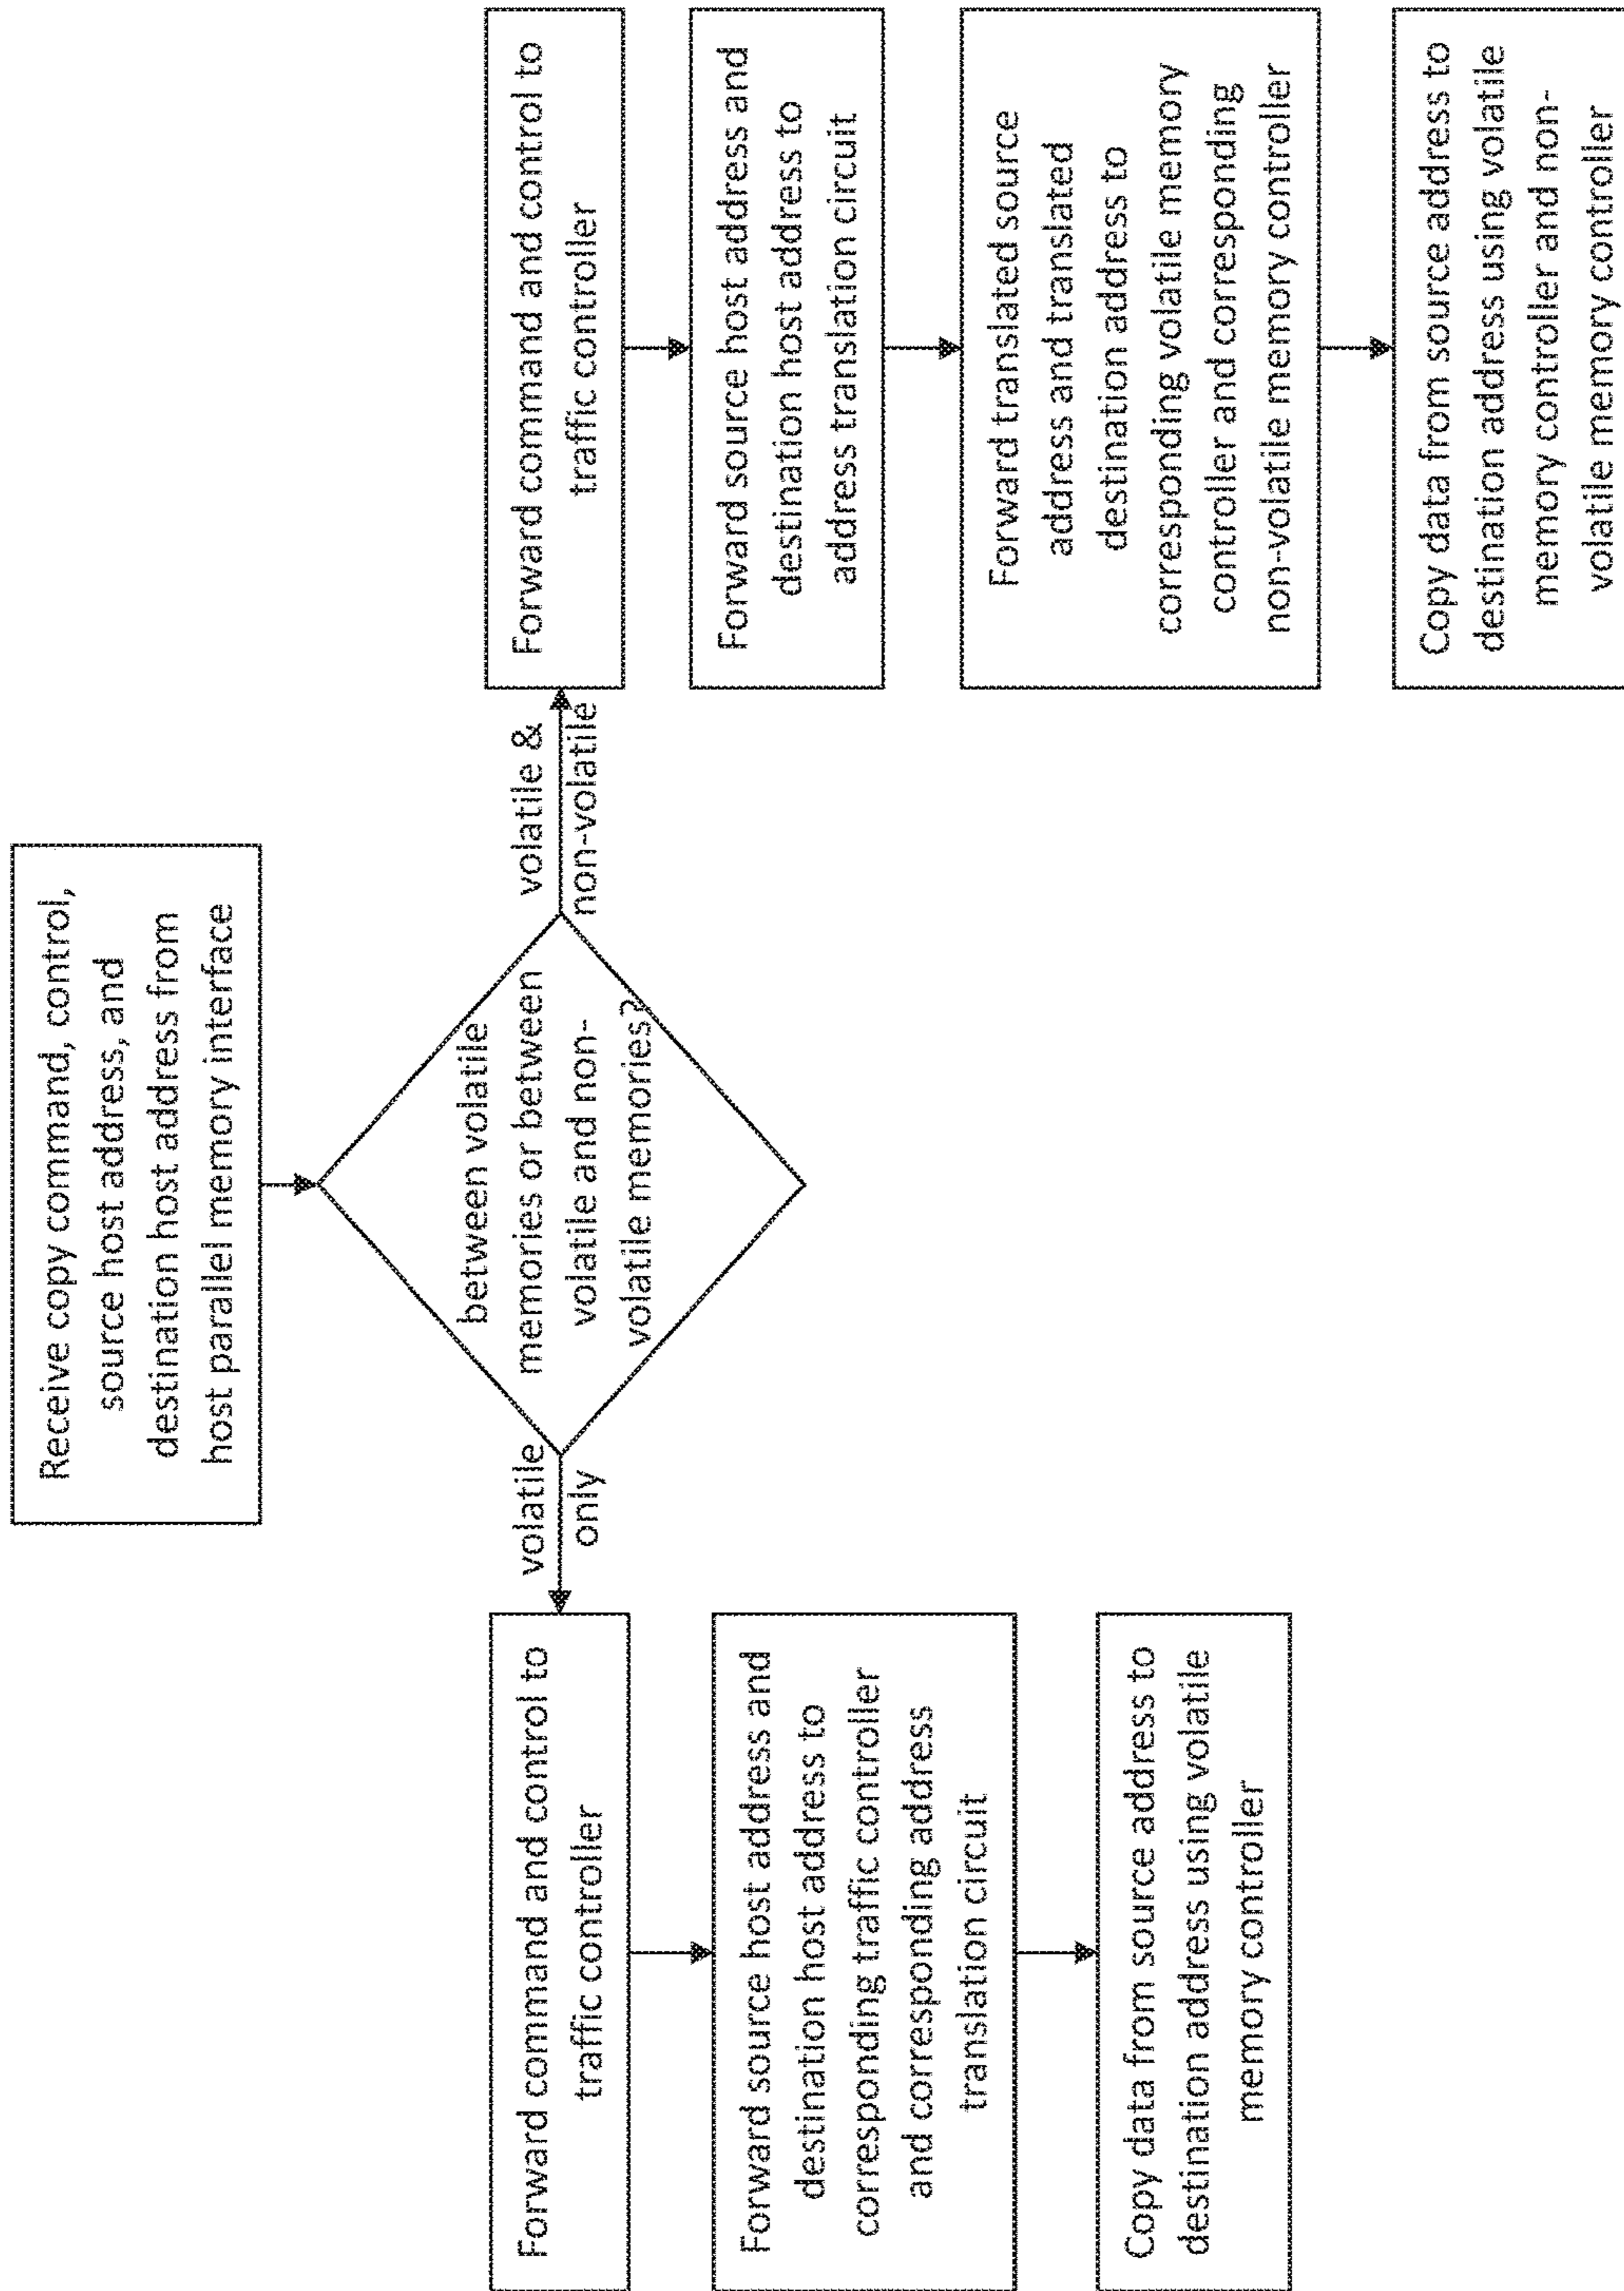 Receive copy command, control,
source host address, and
destination host address from
host parallel memory interface
between volatile
memories or between
volatile and non-
volatile memories?
volatile
only
volatile &
non-volatile
Forward command and control to
traffic controller
Forward source host address and
destination host address to
corresponding traffic controller
and corresponding address
translation circuit
Copy data from source address to
destination address using volatile
memory controller
Forward command and control to
traffic controller
Forward source host address and
destination host address to
address translation circuit
Forward translated source
address and translated
destination address to
corresponding volatile memory
controller and corresponding
non-volatile memory controller
Copy data from source address to
destination address using volatile
memory controller and non-
volatile memory controller